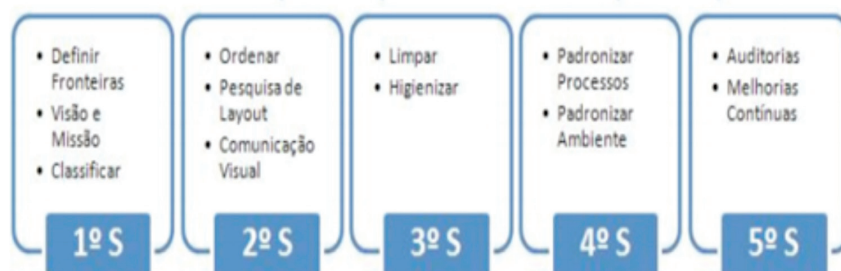 • Definir
Fronteiras
• Visão e
Missão
• Classificar
1º S
• Ordenar
• Pesquisa de
Layout
• Comunicação
Visual
2º S
• Limpar
• Higienizar
3º S
• Padronizar
Processos
• Padronizar
Ambiente
4º S
• Auditorias
• Melhorias
Contínuas
5º S